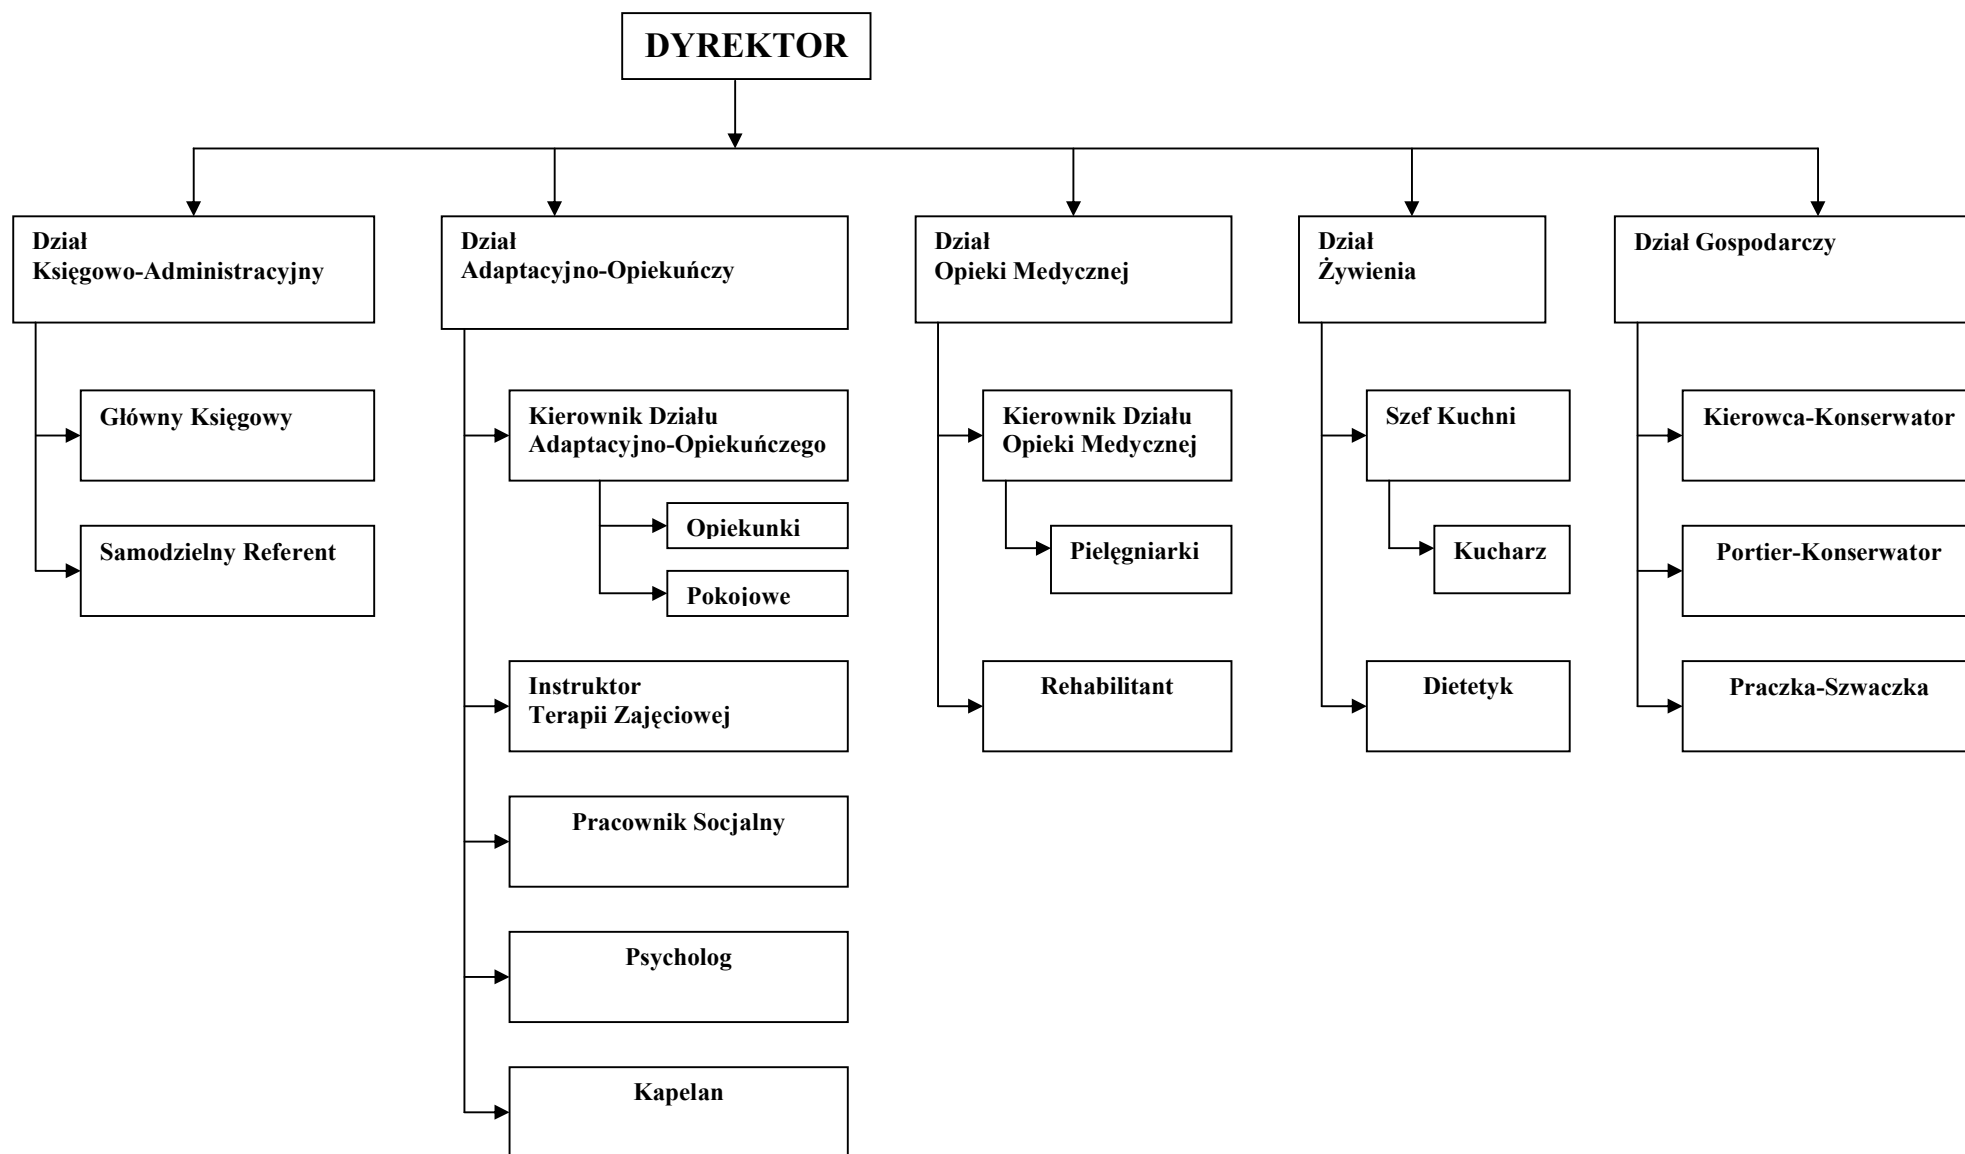 DYREKTOR
Dział
Księgowo-Administracyjny
Dział
Adaptacyjno-Opiekuńczy
Dział
Opieki Medycznej
Dział
Żywienia
Dział Gospodarczy
Główny Księgowy
Samodzielny Referent
Kierownik Działu
Adaptacyjno-Opiekuńczego
Opiekunki
Pokojowe
Instruktor
Terapii Zajęciowej
Pracownik Socjalny
Psycholog
Kapelan
Kierownik Działu
Opieki Medycznej
Pielęgniarki
Rehabilitant
Szef Kuchni
Kucharz
Dietetyk
Kierowca-Konserwator
Portier-Konserwator
Praczka-Szwaczka